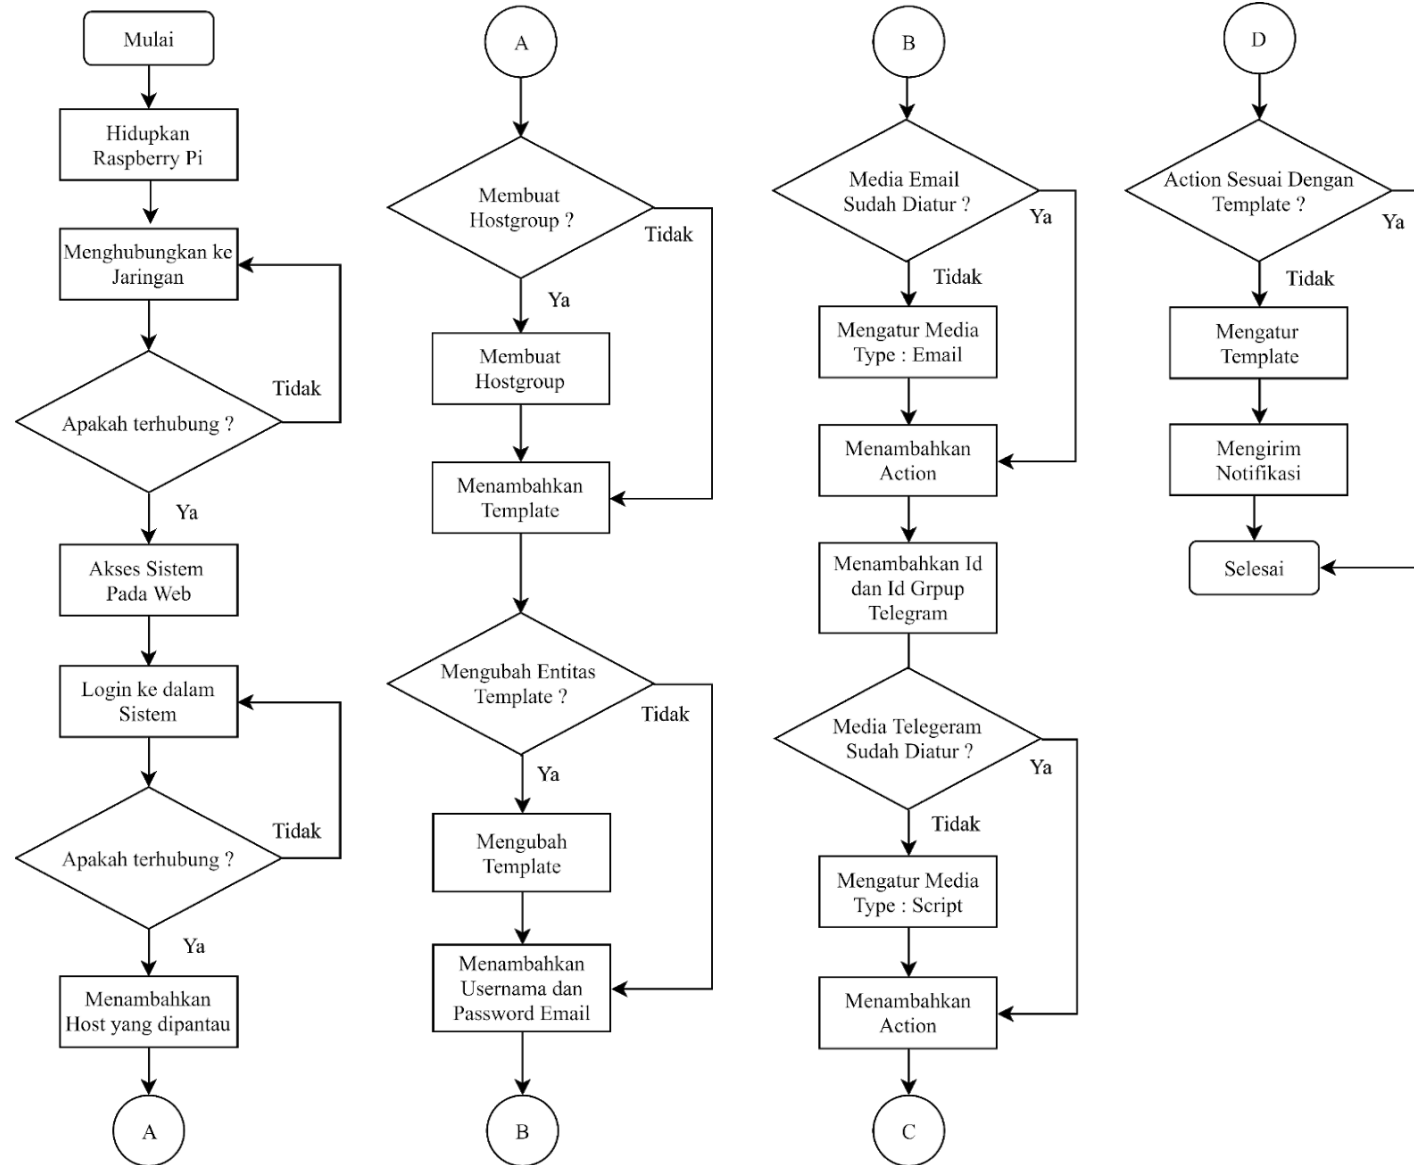 Mulai
Hidupkan
Raspberry Pi
Menghubungkan ke
Jaringan
Tidak
Apakah terhubung ?
Ya
Akses Sistem
Pada Web
Login ke dalam
Sistem
Tidak
Apakah terhubung ?
Ya
Menambahkan
Host yang dipantau
A
A
Membuat
Hostgroup ?
Tidak
Ya
Membuat
Hostgroup
Menambahkan
Template
Mengubah Entitas
Template ?
Tidak
Ya
Mengubah
Template
Menambahkan
Usernama dan
Password Email
B
B
Media Email
Sudah Diatur ?
Ya
Tidak
Mengatur Media
Type : Email
Menambahkan
Action
Menambahkan Id
dan Id Grpup
Telegram
Media Telegeram
Sudah Diatur ?
Ya
Tidak
Mengatur Media
Type : Script
Menambahkan
Action
C
D
Action Sesuai Dengan
Template ?
Ya
Tidak
Mengatur
Template
Mengirim
Notifikasi
Selesai